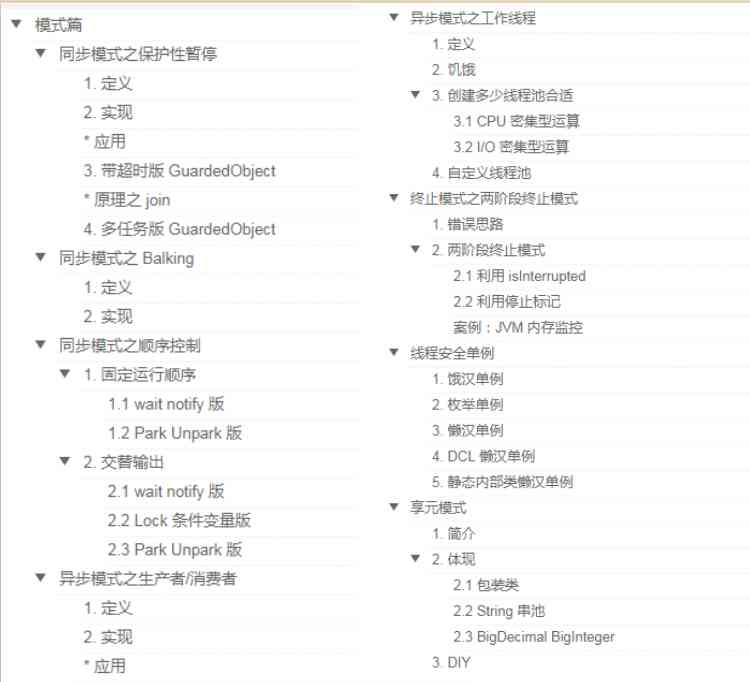 模式篇
同步模式之保护性暂停
1. 定义
2. 实现
* 应用
3. 带超时版 GuardedObject
* 原理之 join
4. 多任务版 GuardedObject
同步模式之 Balking
1. 定义
2. 实现
同步模式之顺序控制
1. 固定运行顺序
1.1 wait notify 版
1.2 Park Unpark 版
2. 交替输出
2.1 wait notify 版
2.2 Lock 条件变量版
2.3 Park Unpark 版
异步模式之生产者/消费者
1. 定义
2. 实现
* 应用
异步模式之工作线程
1. 定义
2. 饥饿
3. 创建多少线程池合适
3.1 CPU 密集型运算
3.2 I/O 密集型运算
4. 自定义线程池
终止模式之两阶段终止模式
1. 错误思路
2. 两阶段终止模式
2.1 利用 isInterrupted
2.2 利用停止标记
案例：JVM 内存监控
线程安全单例
1. 饿汉单例
2. 枚举单例
3. 懒汉单例
4. DCL 懒汉单例
5. 静态内部类懒汉单例
享元模式
1. 简介
2. 体现
2.1 包装类
2.2 String 串池
2.3 BigDecimal BigInteger
3. DIY